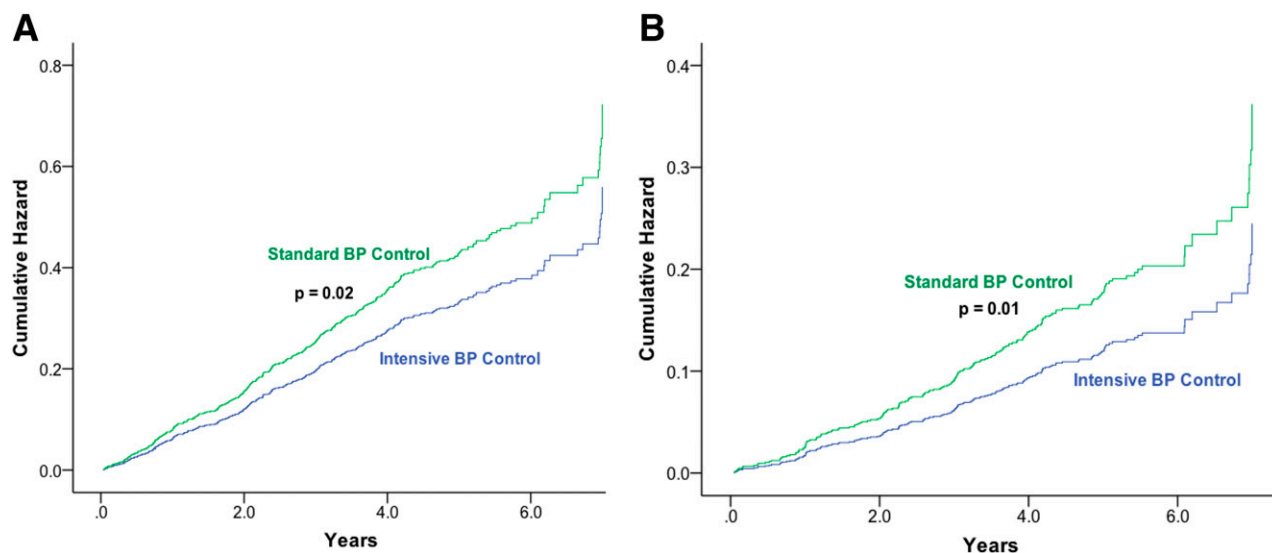 A
0.8
0.6
0.4
0.2
0.0
Cumulative Hazard
Standard BP Control
p = 0.02
Intensive BP Control
.0 2.0 4.0 6.0
Years
B
0.4
0.3
0.2
0.1
0.0
Cumulative Hazard
Standard BP Control
p = 0.01
Intensive BP Control
.0 2.0 4.0 6.0
Years